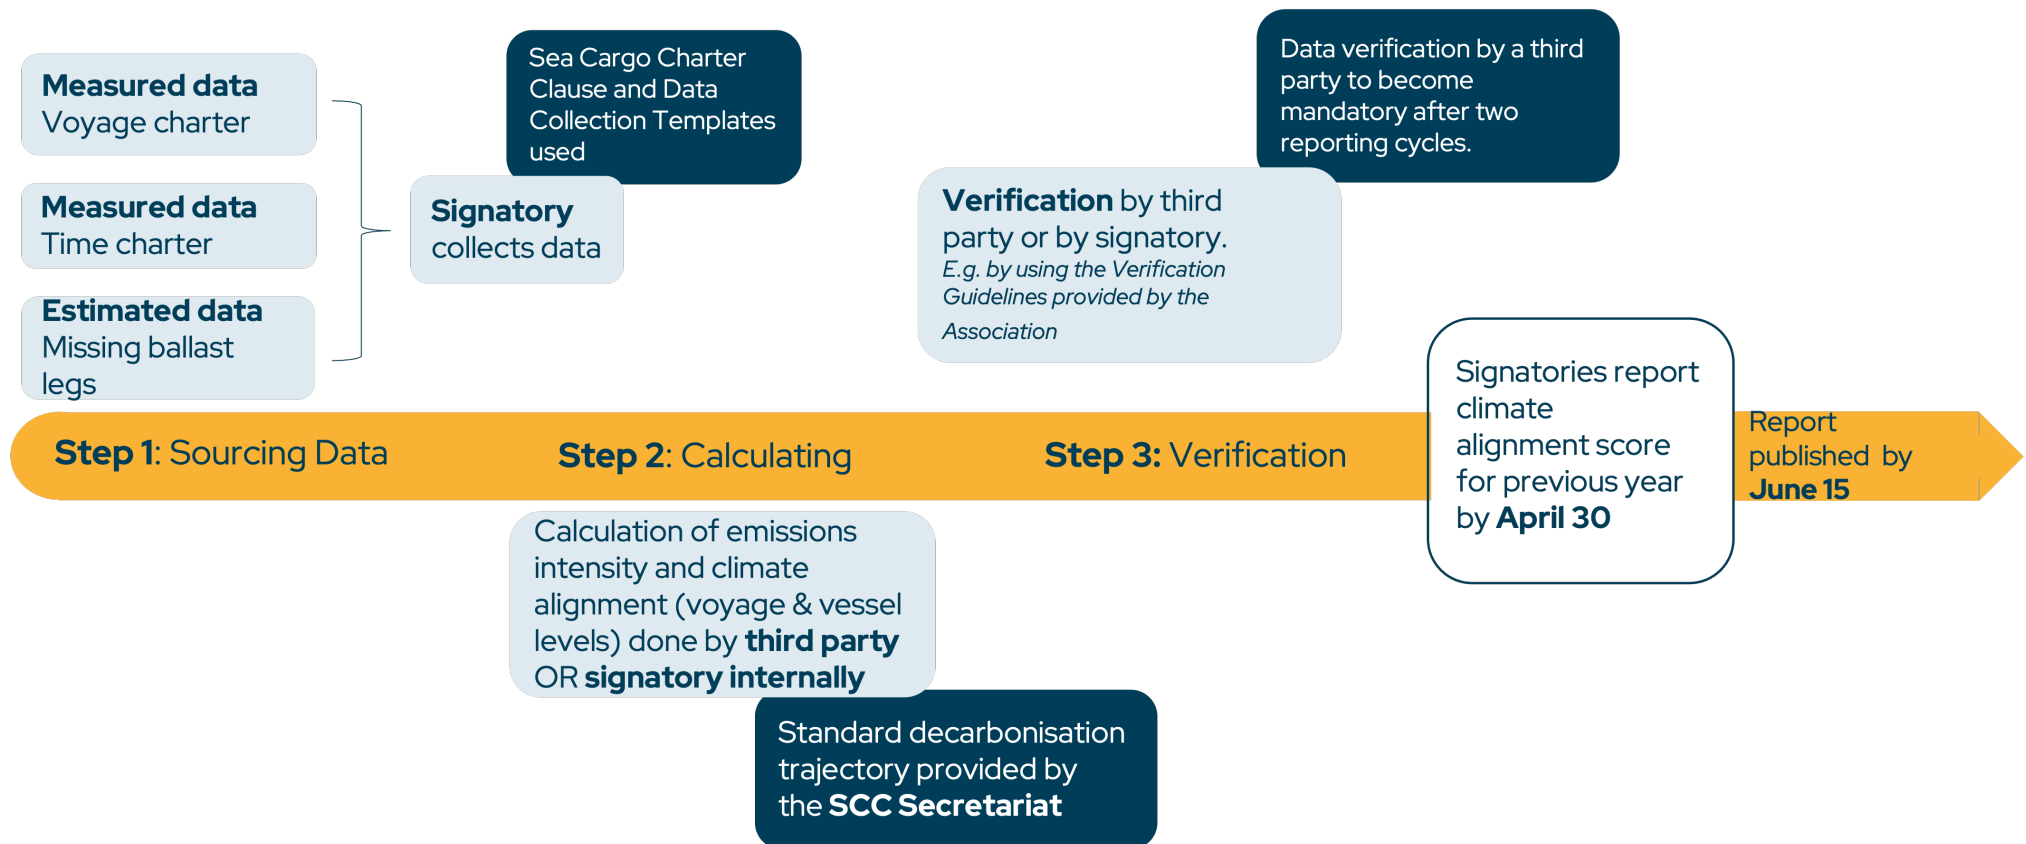 Measured data
Voyage charter
Measured data
Time charter
Estimated data
Missing ballast
legs
Sea Cargo Charter
Clause and Data
Collection Templates
used
Signatory
collects data
Data verification by a third
party to become
mandatory after two
reporting cycles.
Verification by third
party or by signatory.
E.g. by using the Verification
Guidelines provided by the
Association
Step 1: Sourcing Data
Step 2: Calculating
Step 3: Verification
Signatories report
climate
alignment score
for previous year
by April 30
Report
published by
June 15
Calculation of emissions
intensity and climate
alignment (voyage & vessel
levels) done by third party
OR signatory internally
Standard decarbonisation
trajectory provided by
the SCC Secretariat